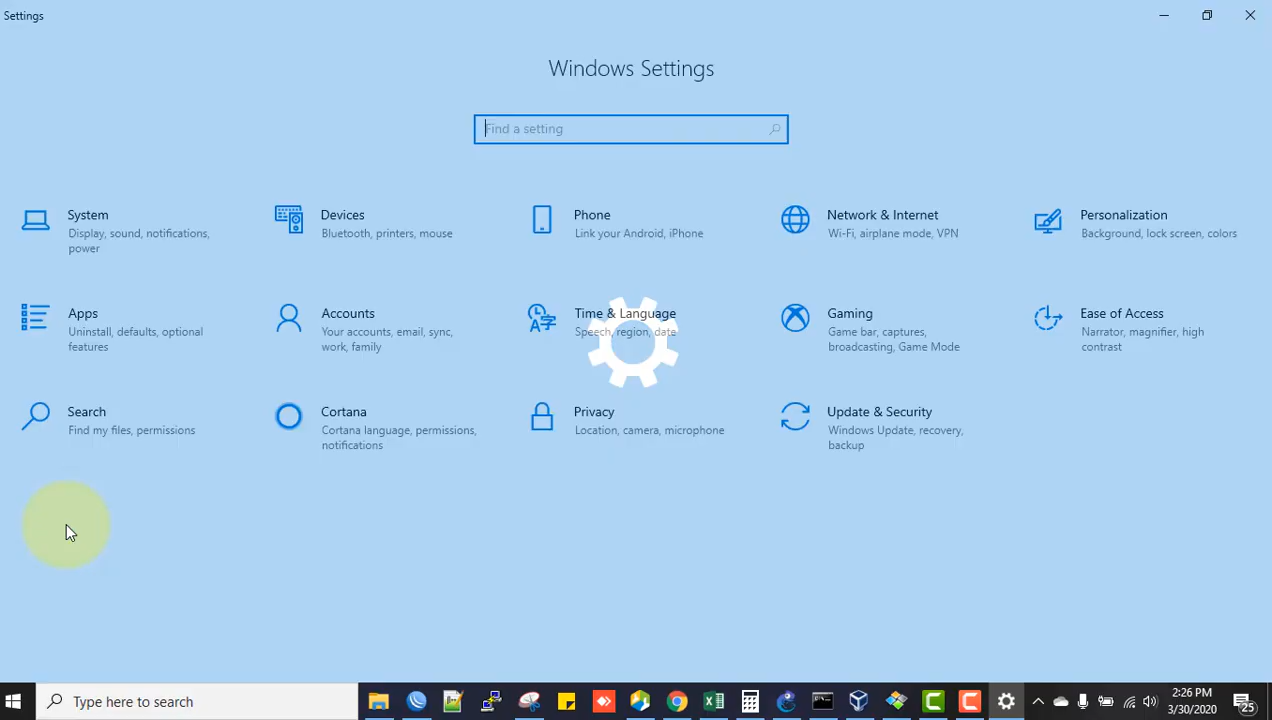 Settings
Windows Settings
Find a setting
System
Display, sound, notifications,
power
Devices
Bluetooth, printers, mouse
Phone
Link your Android, iPhone
Network & Internet
Wi-Fi, airplane mode, VPN
Personalization
Background, lock screen, colors
Apps
Uninstall, defaults, optional
features
Accounts
Your accounts, email, sync,
work, family
Time & Language
Speech, region, date
Gaming
Game bar, captures,
broadcasting, Game Mode
Ease of Access
Narrator, magnifier, high
contrast
Search
Find my files, permissions
Cortana
Cortana language, permissions,
notifications
Privacy
Location, camera, microphone
Update & Security
Windows Update, recovery,
backup
Type here to search
2:26 PM
3/30/2020
25